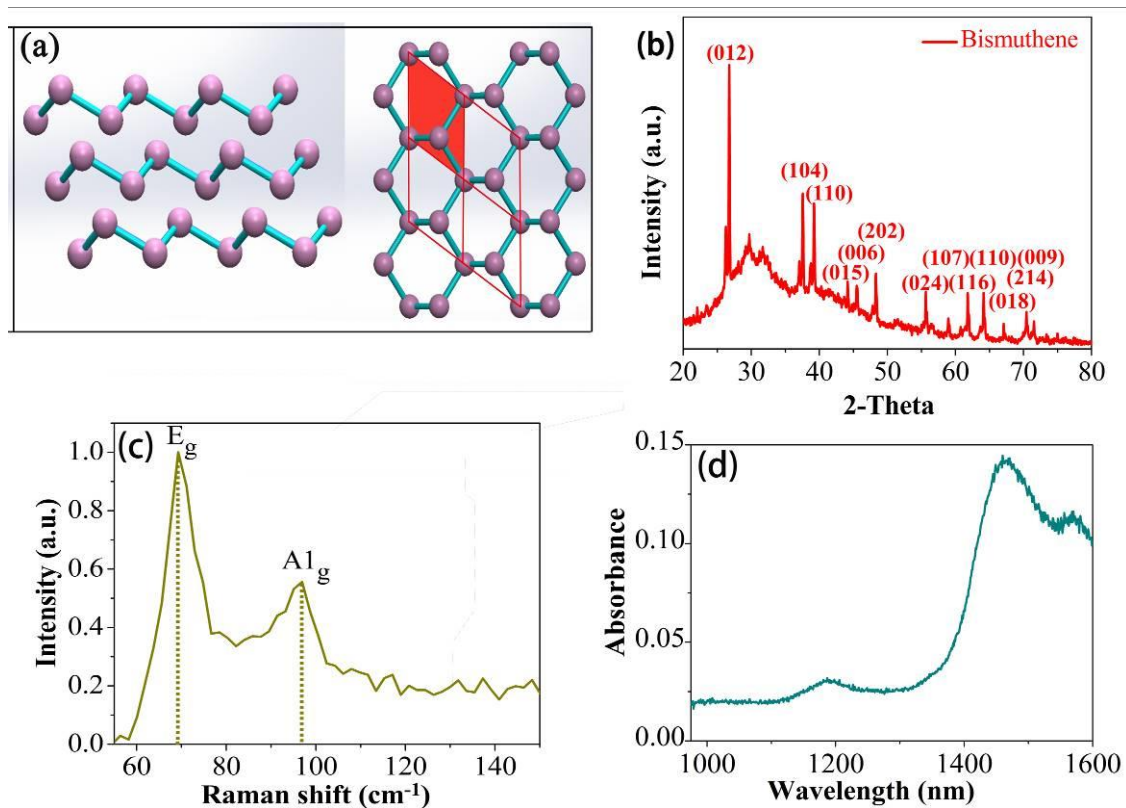 (a)
(b)
Bismuthene
(012)
(104)
(110)
(202)
(006)
(015)
(107)(110)(009)
(024)(116)
(214)
(018)
Intensity (a.u.)
20 30 40 50 60 70 80
2-Theta
(c)
Eg
A1g
1.0
0.8
0.6
0.4
0.2
0.0
Intensity (a.u.)
60 80 100 120 140
Raman shift (cm-1)
(d)
0.15
0.10
0.05
0.00
Absorbance
1000 1200 1400 1600
Wavelength (nm)